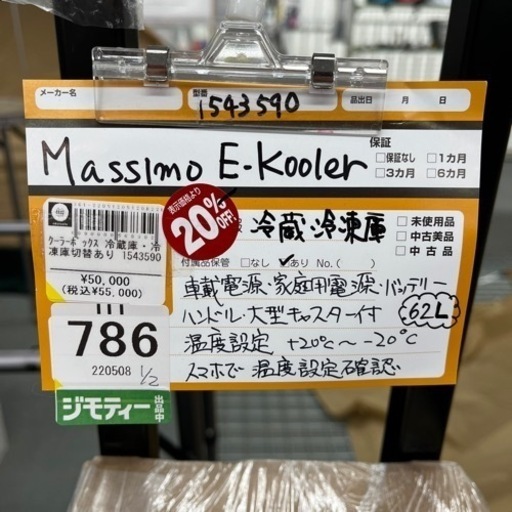 メーカー名
型番
1543590
品出日 月 日
Massimo E-Kooler
保証
□保証なし □1カ月
□3カ月 □6カ月
クーラーボックス 冷蔵庫・冷
凍庫切替あり 1543590
¥50,000
(税込¥55,000)
表示価格より
20%
OFF!
冷蔵・冷凍庫
□未使用品
□中古美品
□中古品
付属品保管 □なし ✓あり No. ( )
車載電源・家庭用電源・バッテリー
ハンドル・大型キャスター付
62L
温度設定 +20℃～-20℃
スマホで温度設定確認
786
220508 1/2
ジモティー 出品中